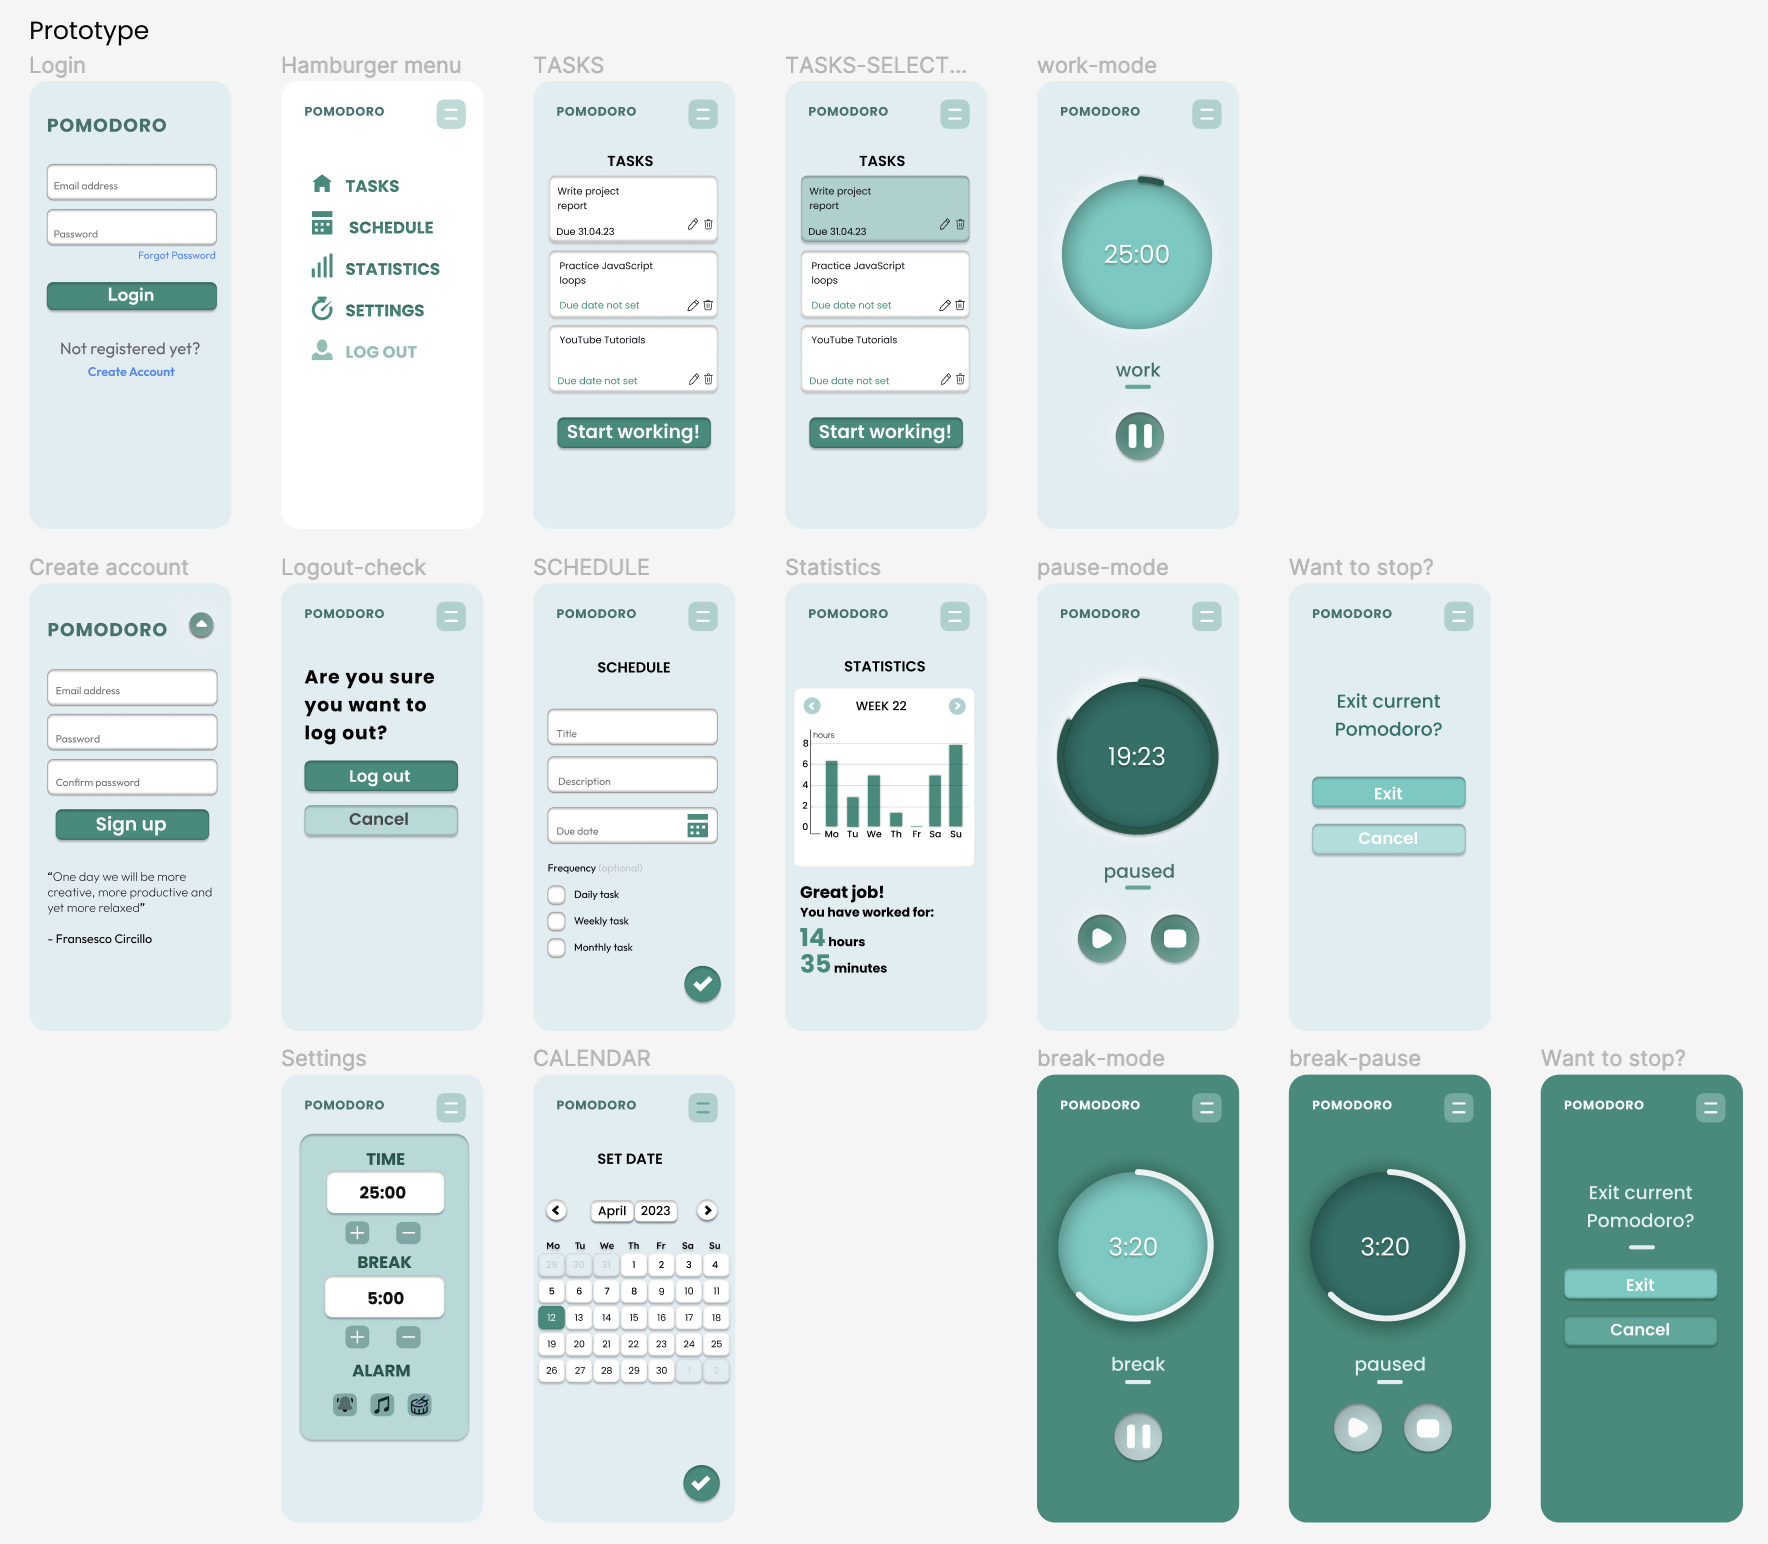 Prototype
Login
POMODORO
Email address
Password
Forgot Password
Login
Not registered yet?
Create Account
Hamburger menu
POMODORO
TASKS
SCHEDULE
STATISTICS
SETTINGS
LOG OUT
TASKS
POMODORO
TASKS
Write project
report
Due 31.04.23
Practice JavaScript
loops
Due date not set
YouTube Tutorials
Due date not set
Start working!
TASKS-SELECT...
POMODORO
TASKS
Write project
report
Due 31.04.23
Practice JavaScript
loops
Due date not set
YouTube Tutorials
Due date not set
Start working!
work-mode
POMODORO
25:00
work
Create account
POMODORO
Email address
Password
Confirm password
Sign up
“One day we will be more
creative, more productive and
yet more relaxed”
- Fransesco Circillo
Logout-check
POMODORO
Are you sure
you want to
log out?
Log out
Cancel
SCHEDULE
POMODORO
SCHEDULE
Title
Description
Due date
Frequency (optional)
Daily task
Weekly task
Monthly task
Statistics
POMODORO
STATISTICS
WEEK 22
hours
8
6
4
2
0
Mo Tu We Th Fr Sa Su
Great job!
You have worked for:
14 hours
35 minutes
pause-mode
POMODORO
19:23
paused
Want to stop?
POMODORO
Exit current
Pomodoro?
Exit
Cancel
Settings
POMODORO
TIME
25:00
BREAK
5:00
ALARM
CALENDAR
POMODORO
SET DATE
April 2023
Mo Tu We Th Fr Sa Su
29 30 31 1 2 3 4
5 6 7 8 9 10 11
12 13 14 15 16 17 18
19 20 21 22 23 24 25
26 27 28 29 30 1 2
break-mode
POMODORO
3:20
break
break-pause
POMODORO
3:20
paused
Want to stop?
POMODORO
Exit current
Pomodoro?
Exit
Cancel